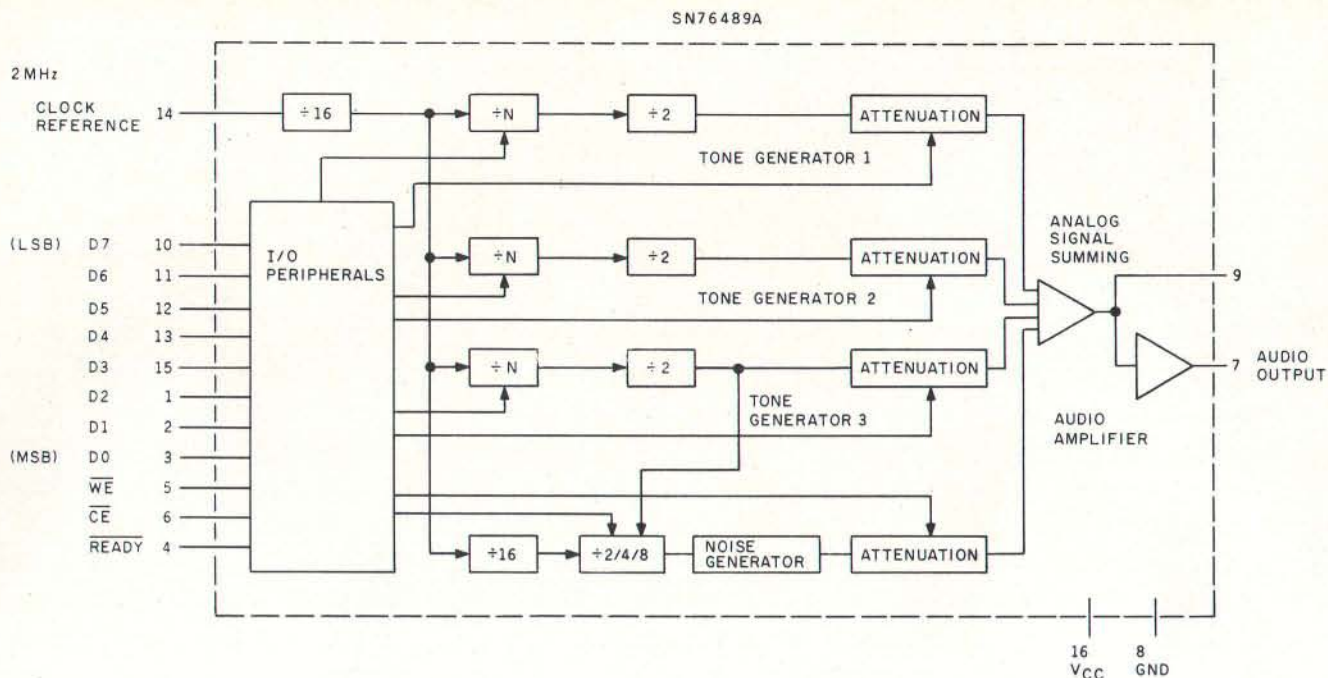 SN76489A
2MHz
CLOCK
REFERENCE 14
÷16
÷N
÷2
ATTENUATION
TONE GENERATOR 1
(LSB) D7 10
D6 11
D5 12
D4 13
D3 15
D2 1
D1 2
(MSB) D0 3
WE 5
CE 6
READY 4
I/O
PERIPHERALS
÷N
÷2
ATTENUATION
TONE GENERATOR 2
÷N
÷2
ATTENUATION
TONE
GENERATOR 3
÷16
÷2/4/8
NOISE
GENERATOR
ATTENUATION
ANALOG
SIGNAL
SUMMING
9
7 AUDIO
OUTPUT
AUDIO
AMPLIFIER
16
VCC
8
GND